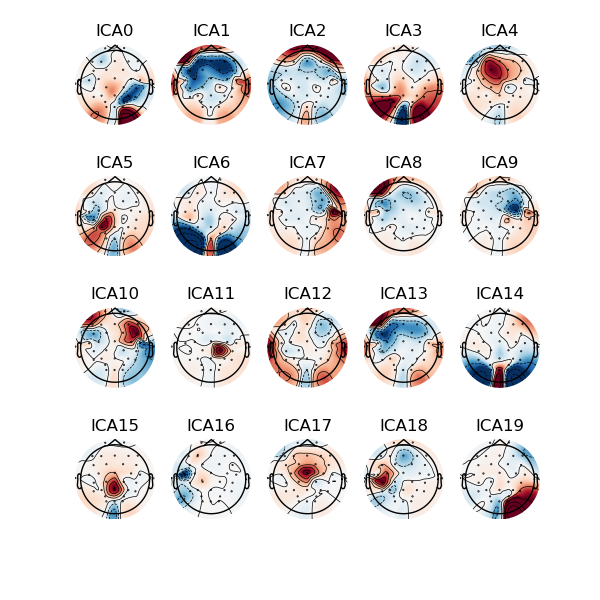 ICA0 ICA1 ICA2 ICA3 ICA4
ICA5 ICA6 ICA7 ICA8 ICA9
ICA10 ICA11 ICA12 ICA13 ICA14
ICA15 ICA16 ICA17 ICA18 ICA19